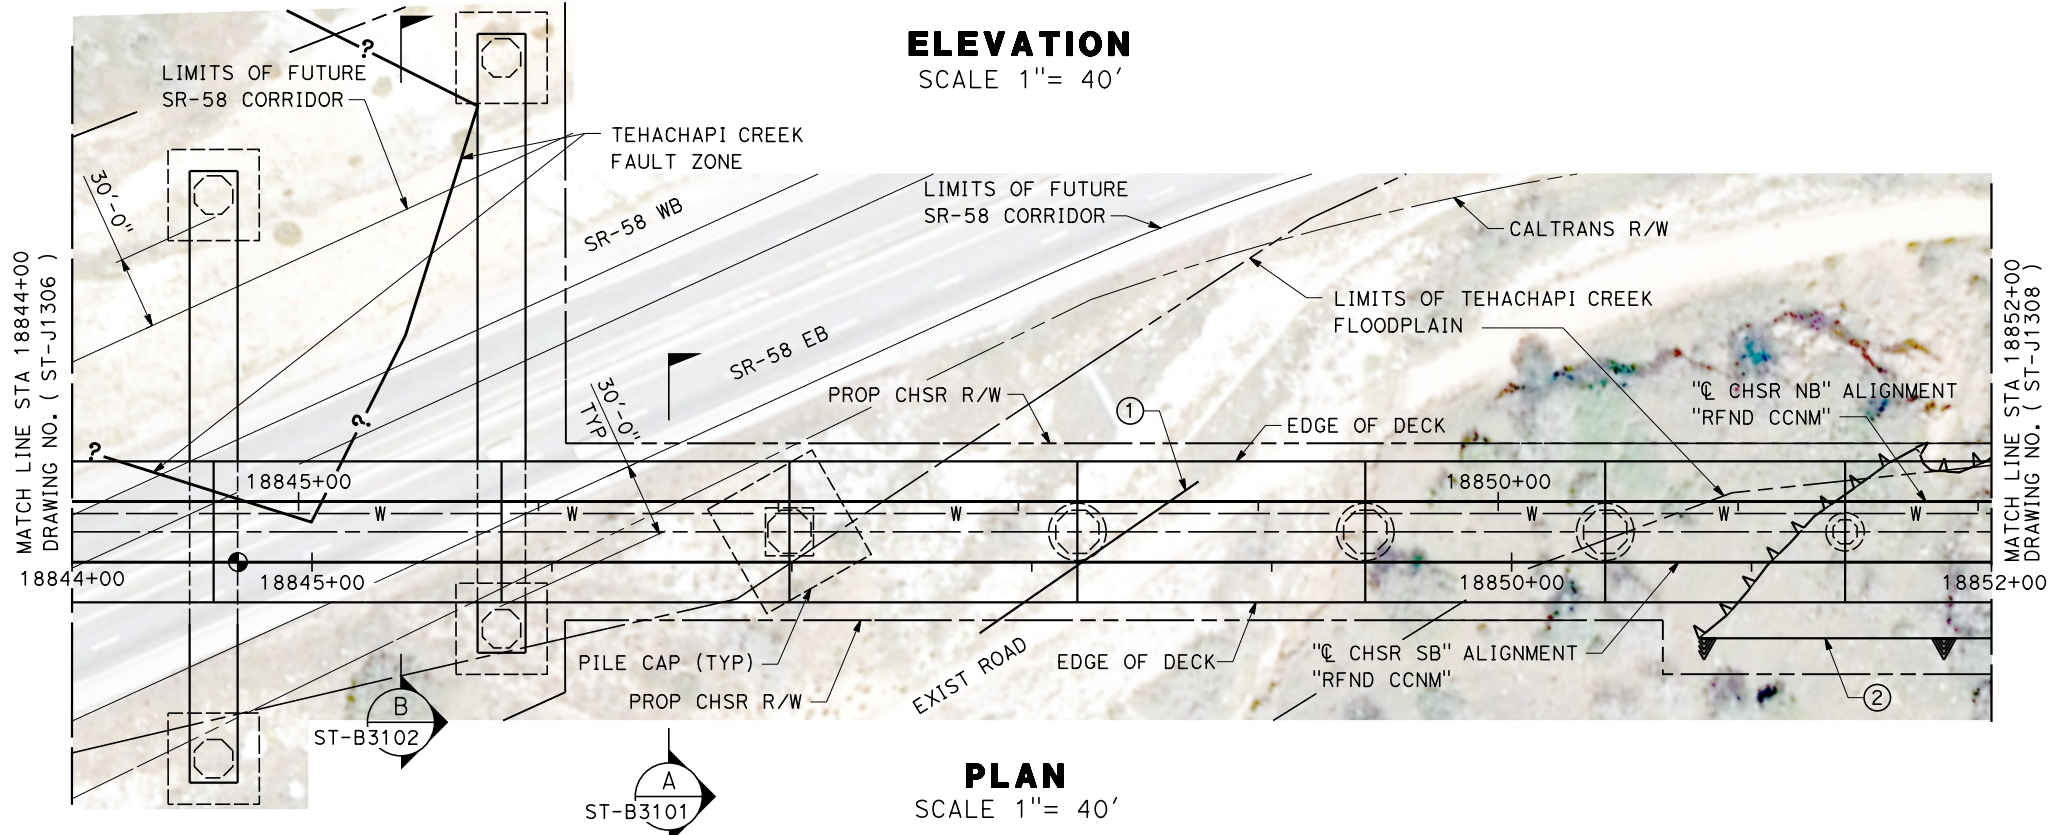 ELEVATION
SCALE 1"= 40'
?
LIMITS OF FUTURE
SR-58 CORRIDOR
TEHACHAPI CREEK
FAULT ZONE
30'-0"
SR-58 WB
LIMITS OF FUTURE
SR-58 CORRIDOR
CALTRANS R/W
SR-58 EB
LIMITS OF TEHACHAPI CREEK
FLOODPLAIN
MATCH LINE STA 18844+00
DRAWING NO. ( ST-J1306 )
MATCH LINE STA 18852+00
DRAWING NO. ( ST-J1308 )
30'-0"
TYP
PROP CHSR R/W
1
EDGE OF DECK
"℄ CHSR NB" ALIGNMENT
"RFND CCNM"
?
?
18845+00
18850+00
W
W
W
W
W
W
18844+00
18845+00
18850+00
18852+00
PILE CAP (TYP)
EXIST ROAD
EDGE OF DECK
"℄ CHSR SB" ALIGNMENT
"RFND CCNM"
PROP CHSR R/W
2
B
ST-B3102
A
ST-B3101
PLAN
SCALE 1"= 40'